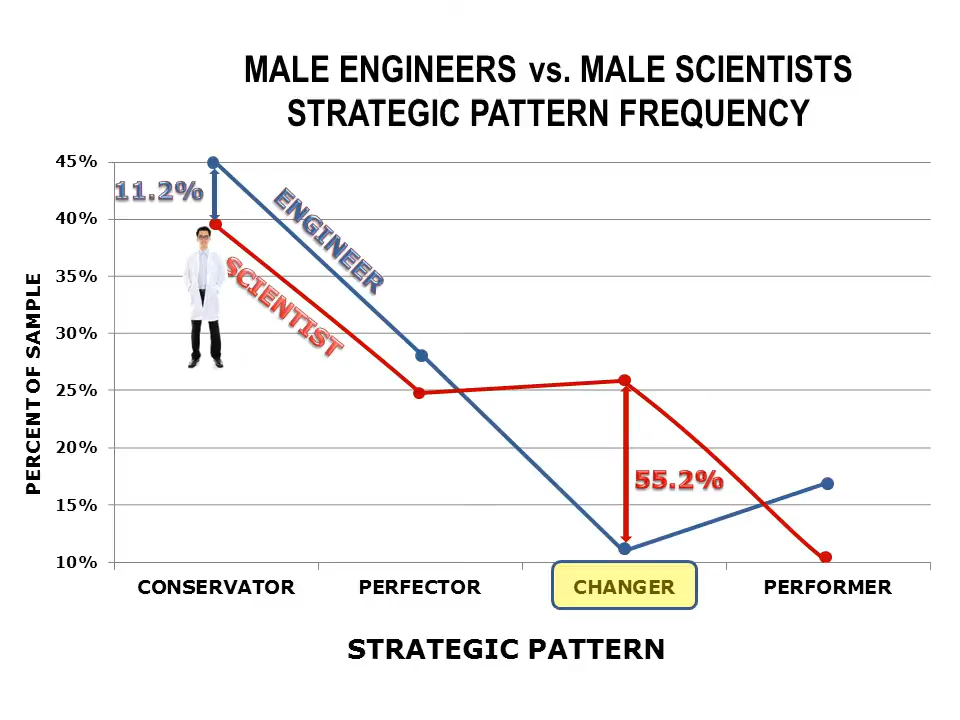 MALE ENGINEERS vs. MALE SCIENTISTS
STRATEGIC PATTERN FREQUENCY
45%
40%
35%
30%
25%
20%
15%
10%
PERCENT OF SAMPLE
11.2%
ENGINEER
SCIENTIST
55.2%
CONSERVATOR PERFECTOR CHANGER PERFORMER
STRATEGIC PATTERN